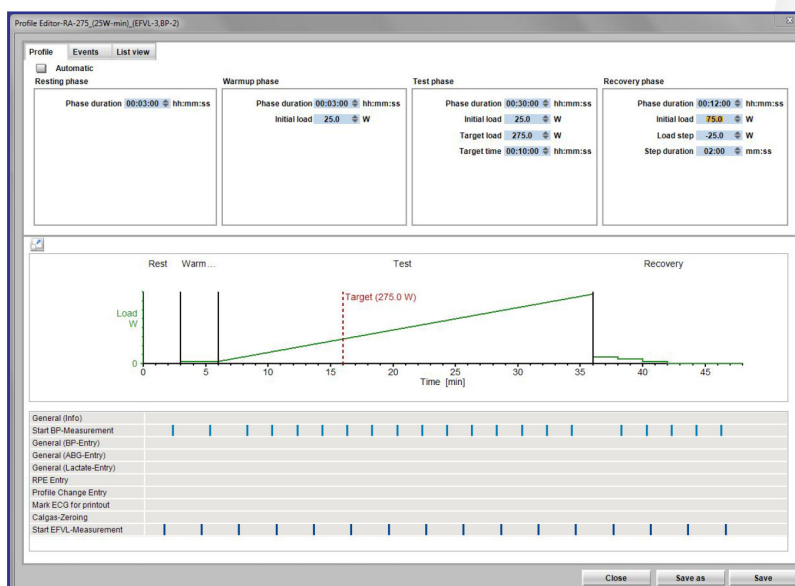 Profile Editor-RA-275_(25W-min)_(EFVL-3,BP-2)
Profile Events List view
Automatic
Resting phase
Phase duration 00:03:00 hh:mm:ss
Warmup phase
Phase duration 00:03:00 hh:mm:ss
Initial load 25.0 W
Test phase
Phase duration 00:30:00 hh:mm:ss
Initial load 25.0 W
Target load 275.0 W
Target time 00:10:00 hh:mm:ss
Recovery phase
Phase duration 00:12:00 hh:mm:ss
Initial load 75.0 W
Load step -25.0 W
Step duration 02:00 mm:ss
Rest Warm... Test Recovery
Target (275.0 W)
Load
W
0
0 5 10 15 20 25 30 35 40 45
Time [min]
General (Info)
Start BP-Measurement
General (BP-Entry)
General (ABG-Entry)
General (Lactate-Entry)
RPE Entry
Profile Change Entry
Mark ECG for printout
Calgas-Zeroing
Start EFVL-Measurement
Close Save as Save